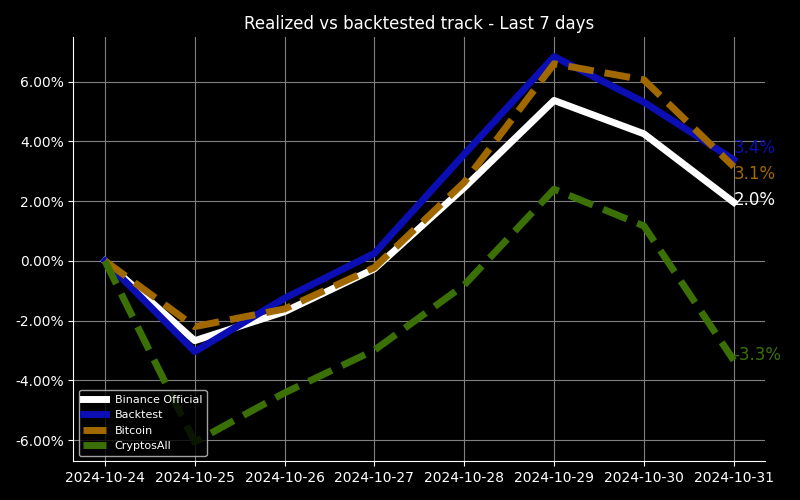 Realized vs backtested track - Last 7 days
6.00%
4.00%
2.00%
0.00%
-2.00%
-4.00%
-6.00%
3.4%
3.1%
2.0%
-3.3%
Binance Official
Backtest
Bitcoin
CryptosAll
2024-10-24 2024-10-25 2024-10-26 2024-10-27 2024-10-28 2024-10-29 2024-10-30 2024-10-31